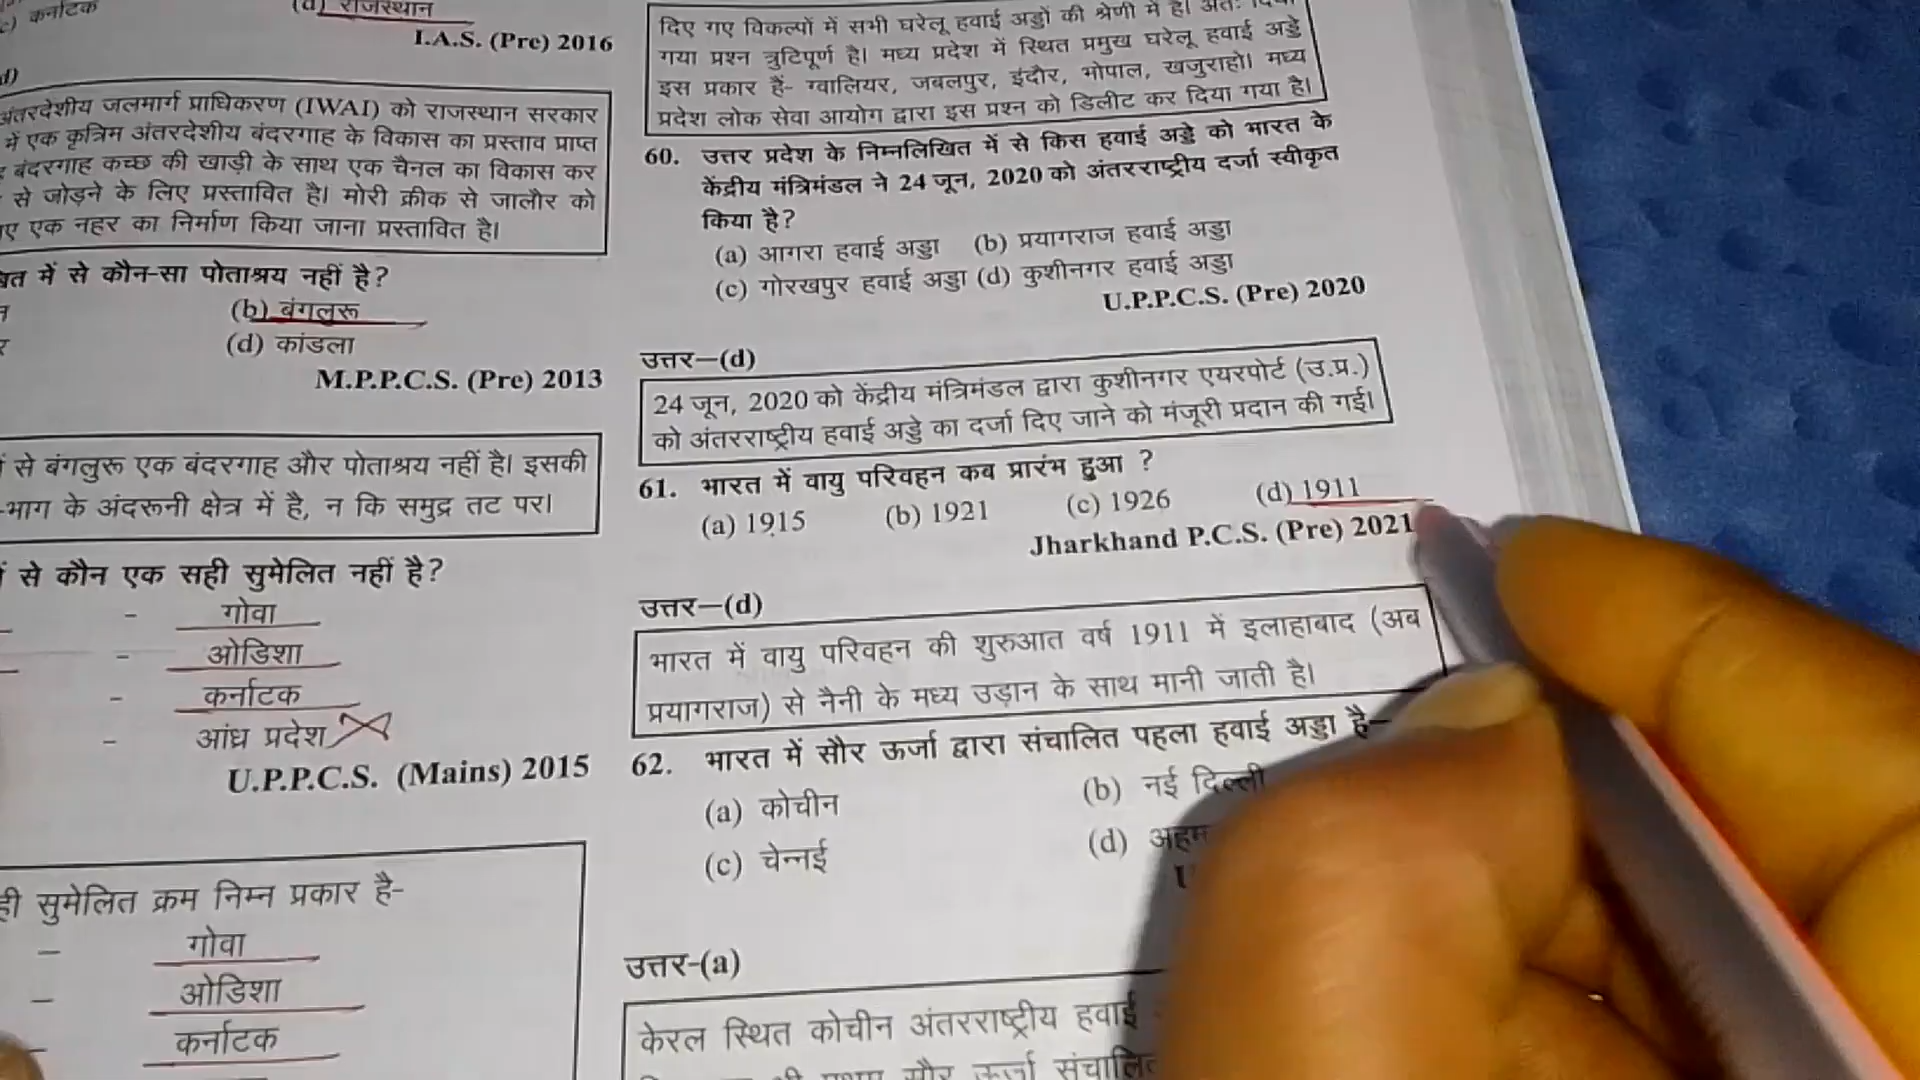 c) कर्नाटक
(d) राजस्थान
I.A.S. (Pre) 2016
अंतरदेशीय जलमार्ग प्राधिकरण (IWAI) को राजस्थान सरकार
में एक कृत्रिम अंतरदेशीय बंदरगाह के विकास का प्रस्ताव प्राप्त
बंदरगाह कच्छ की खाड़ी के साथ एक चैनल का विकास कर
से जोड़ने के लिए प्रस्तावित है। मोरी क्रीक से जालौर को
एक नहर का निर्माण किया जाना प्रस्तावित है।
में से कौन-सा पोताश्रय नहीं है?
(b) बंगलुरू
(d) कांडला
M.P.P.C.S. (Pre) 2013
से बंगलुरू एक बंदरगाह और पोताश्रय नहीं है। इसकी
भाग के अंदरूनी क्षेत्र में है, न कि समुद्र तट पर।
से कौन एक सही सुमेलित नहीं है?
- गोवा
- ओडिशा
- कर्नाटक
- आंध्र प्रदेश
U.P.P.C.S. (Mains) 2015
ही सुमेलित क्रम निम्न प्रकार है-
- गोवा
- ओडिशा
- कर्नाटक
दिए गए विकल्पों में सभी घरेलू हवाई अड्डों की श्रेणी में हैं। अतः दिया
गया प्रश्न त्रुटिपूर्ण है। मध्य प्रदेश में स्थित प्रमुख घरेलू हवाई अड्डे
इस प्रकार हैं- ग्वालियर, जबलपुर, इंदौर, भोपाल, खजुराहो। मध्य
प्रदेश लोक सेवा आयोग द्वारा इस प्रश्न को डिलीट कर दिया गया है।
60. उत्तर प्रदेश के निम्नलिखित में से किस हवाई अड्डे को भारत के
केंद्रीय मंत्रिमंडल ने 24 जून, 2020 को अंतरराष्ट्रीय दर्जा स्वीकृत
किया है?
(a) आगरा हवाई अड्डा (b) प्रयागराज हवाई अड्डा
(c) गोरखपुर हवाई अड्डा (d) कुशीनगर हवाई अड्डा
U.P.P.C.S. (Pre) 2020
उत्तर—(d)
24 जून, 2020 को केंद्रीय मंत्रिमंडल द्वारा कुशीनगर एयरपोर्ट (उ.प्र.)
को अंतरराष्ट्रीय हवाई अड्डे का दर्जा दिए जाने को मंजूरी प्रदान की गई।
61. भारत में वायु परिवहन कब प्रारंभ हुआ ?
(a) 1915 (b) 1921 (c) 1926 (d) 1911
Jharkhand P.C.S. (Pre) 2021
उत्तर—(d)
भारत में वायु परिवहन की शुरुआत वर्ष 1911 में इलाहाबाद (अब
प्रयागराज) से नैनी के मध्य उड़ान के साथ मानी जाती है।
62. भारत में सौर ऊर्जा द्वारा संचालित पहला हवाई अड्डा है–
(a) कोचीन (b) नई दिल्ली
(c) चेन्नई (d)
उत्तर-(a)
केरल स्थित कोचीन अंतरराष्ट्रीय हवाई